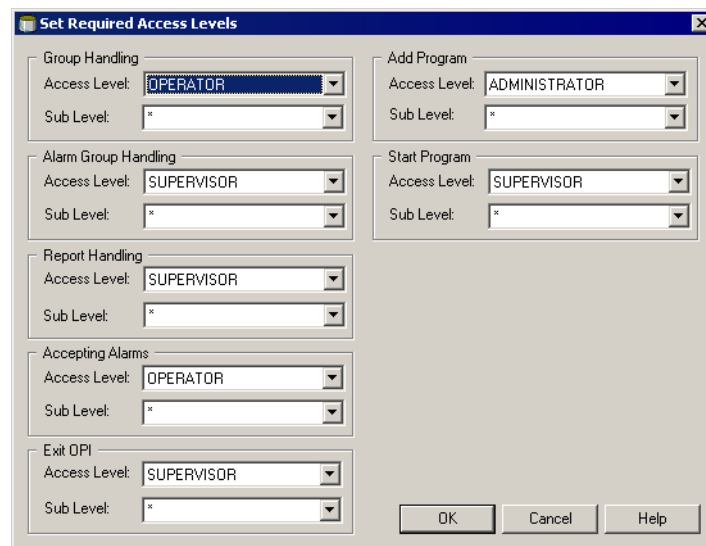 Set Required Access Levels
Group Handling
Access Level: OPERATOR
Sub Level: *
Alarm Group Handling
Access Level: SUPERVISOR
Sub Level: *
Report Handling
Access Level: SUPERVISOR
Sub Level: *
Accepting Alarms
Access Level: OPERATOR
Sub Level: *
Exit OPI
Access Level: SUPERVISOR
Sub Level: *
Add Program
Access Level: ADMINISTRATOR
Sub Level: *
Start Program
Access Level: SUPERVISOR
Sub Level: *
OK Cancel Help